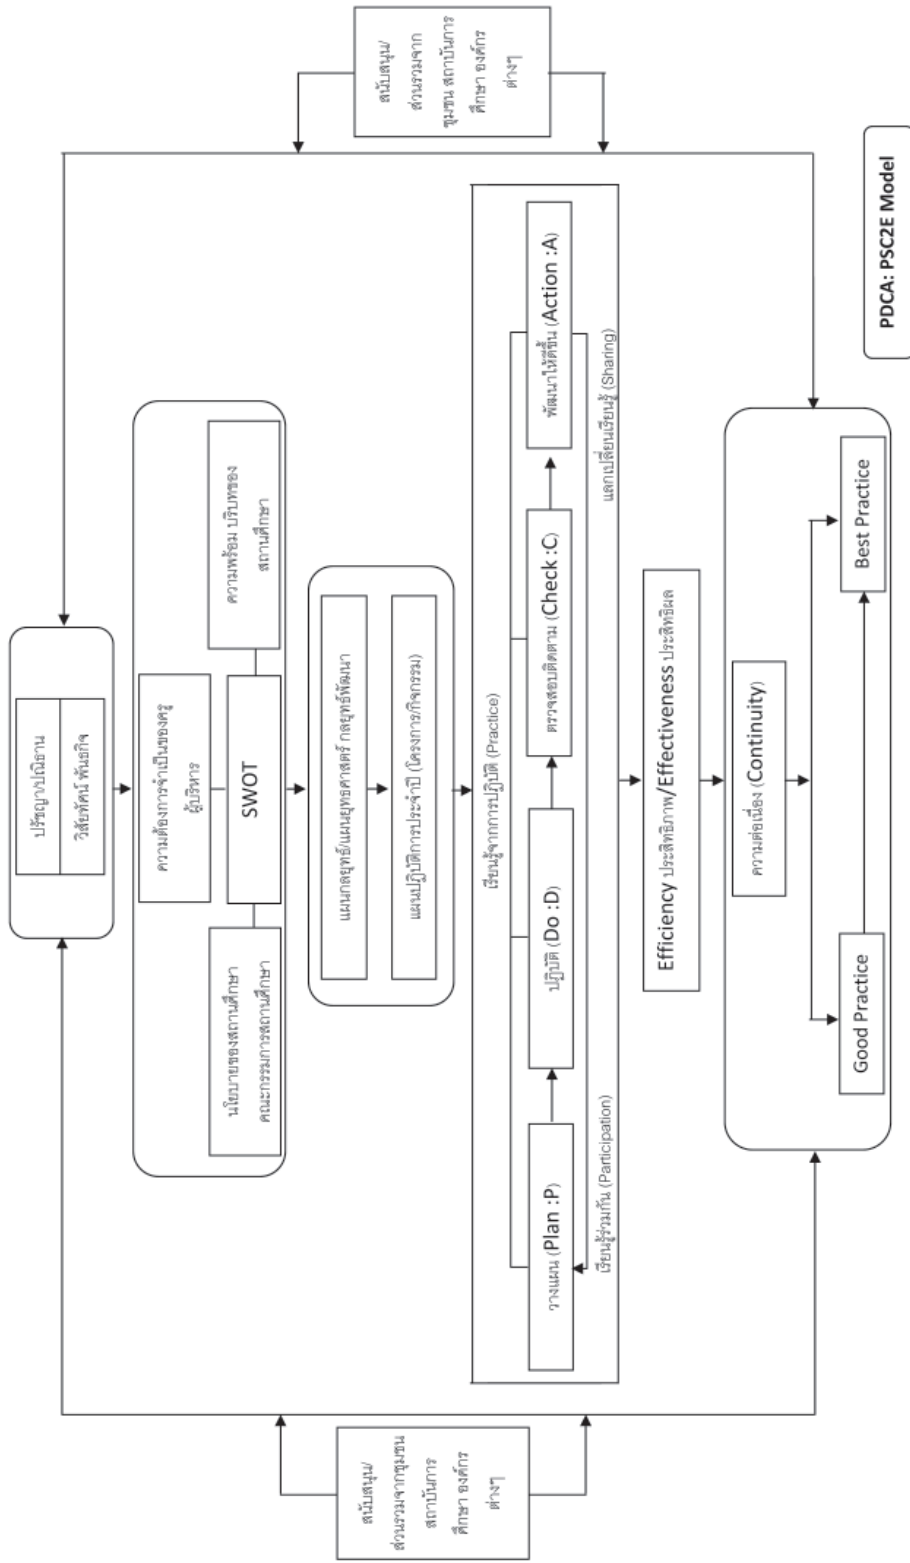 ปรัชญา/ปณิธาน
วิสัยทัศน์ พันธกิจ
ความต้องการจำเป็นของครู
ผู้บริหาร
นโยบายของสถานศึกษา
คณะกรรมการสถานศึกษา
SWOT
ความพร้อม บริบทของ
สถานศึกษา
แผนกลยุทธ์/แผนยุทธศาสตร์ กลยุทธ์พัฒนา
แผนปฏิบัติการประจำปี (โครงการ/กิจกรรม)
สนับสนุน/
ส่วนรวมจากชุมชน
สถาบันการ
ศึกษา องค์กร
ต่างๆ
สนับสนุน/
ส่วนรวมจาก
ชุมชน สถาบันการ
ศึกษา องค์กร
ต่างๆ
เรียนรู้จากการปฏิบัติ (Practice)
วางแผน (Plan :P)
ปฏิบัติ (Do :D)
ตรวจสอบติดตาม (Check :C)
พัฒนาให้ดีขึ้น (Action :A)
เรียนรู้ร่วมกัน (Participation)
แลกเปลี่ยนเรียนรู้ (Sharing)
Efficiency ประสิทธิภาพ/Effectiveness ประสิทธิผล
ความต่อเนื่อง (Continuity)
Good Practice
Best Practice
PDCA: PSC2E Model